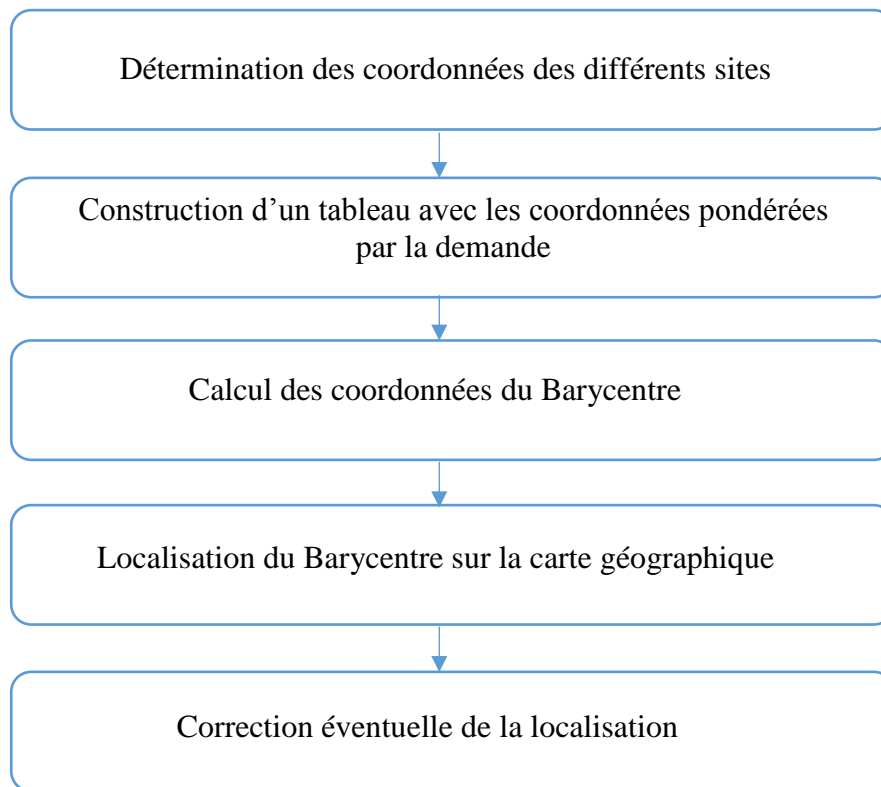 Détermination des coordonnées des différents sites
Construction d’un tableau avec les coordonnées pondérées
par la demande
Calcul des coordonnées du Barycentre
Localisation du Barycentre sur la carte géographique
Correction éventuelle de la localisation